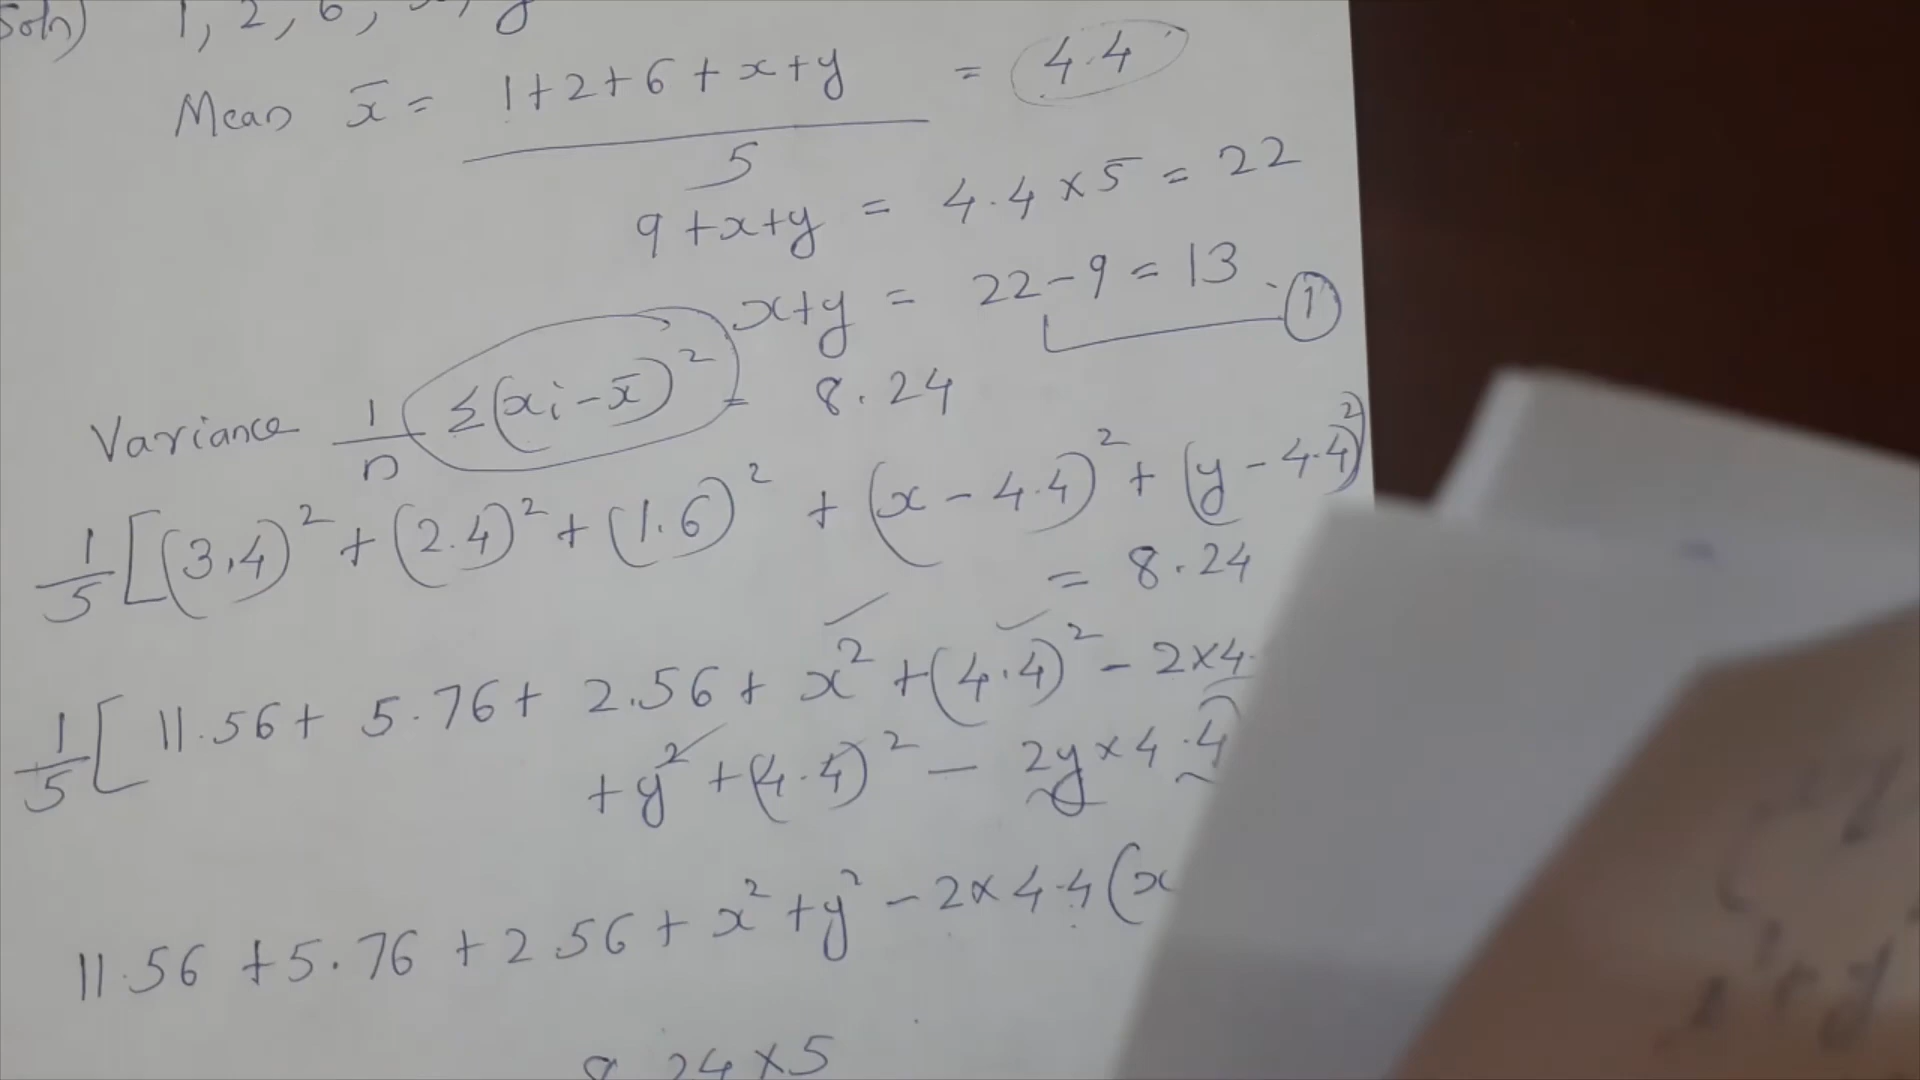 Soln) 1, 2, 6, x, y
Mean x̄ = (1+2+6+x+y)/5 = 4.4
9+x+y = 4.4×5 = 22
x+y = 22-9 = 13 . ①
Variance 1/n Σ(xi-x̄)² = 8.24
1/5 [(3.4)² + (2.4)² + (1.6)² + (x-4.4)² + (y-4.4)²
= 8.24
1/5 [11.56 + 5.76 + 2.56 + x² + (4.4)² - 2×4.
+ y² + (4.4)² - 2y×4.4
11.56 + 5.76 + 2.56 + x² + y² - 2×4.4(x
8.24×5